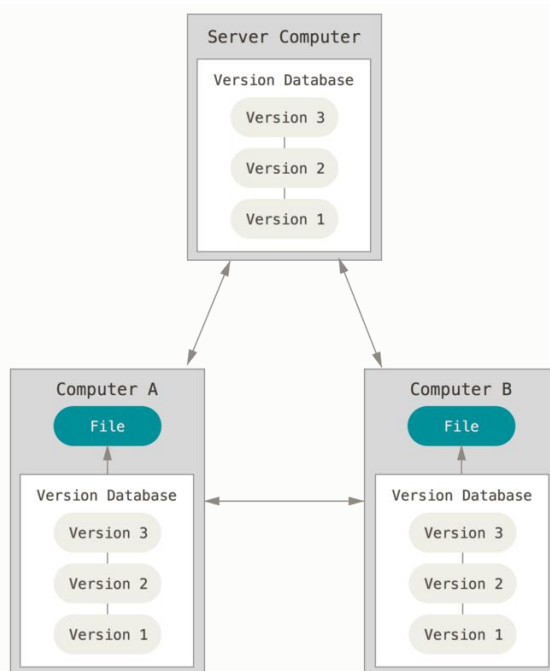 Server Computer
Version Database
Version 3
Version 2
Version 1
Computer A
File
Version Database
Version 3
Version 2
Version 1
Computer B
File
Version Database
Version 3
Version 2
Version 1